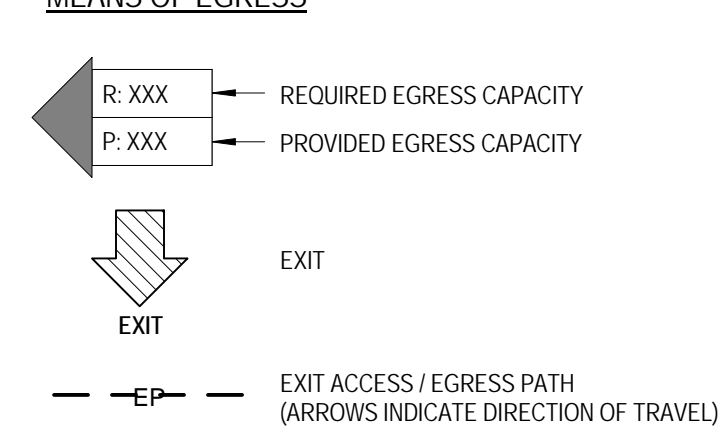 MEANS OF EGRESS
R: XXX
REQUIRED EGRESS CAPACITY
P: XXX
PROVIDED EGRESS CAPACITY
EXIT
EXIT
EP
EXIT ACCESS / EGRESS PATH
(ARROWS INDICATE DIRECTION OF TRAVEL)